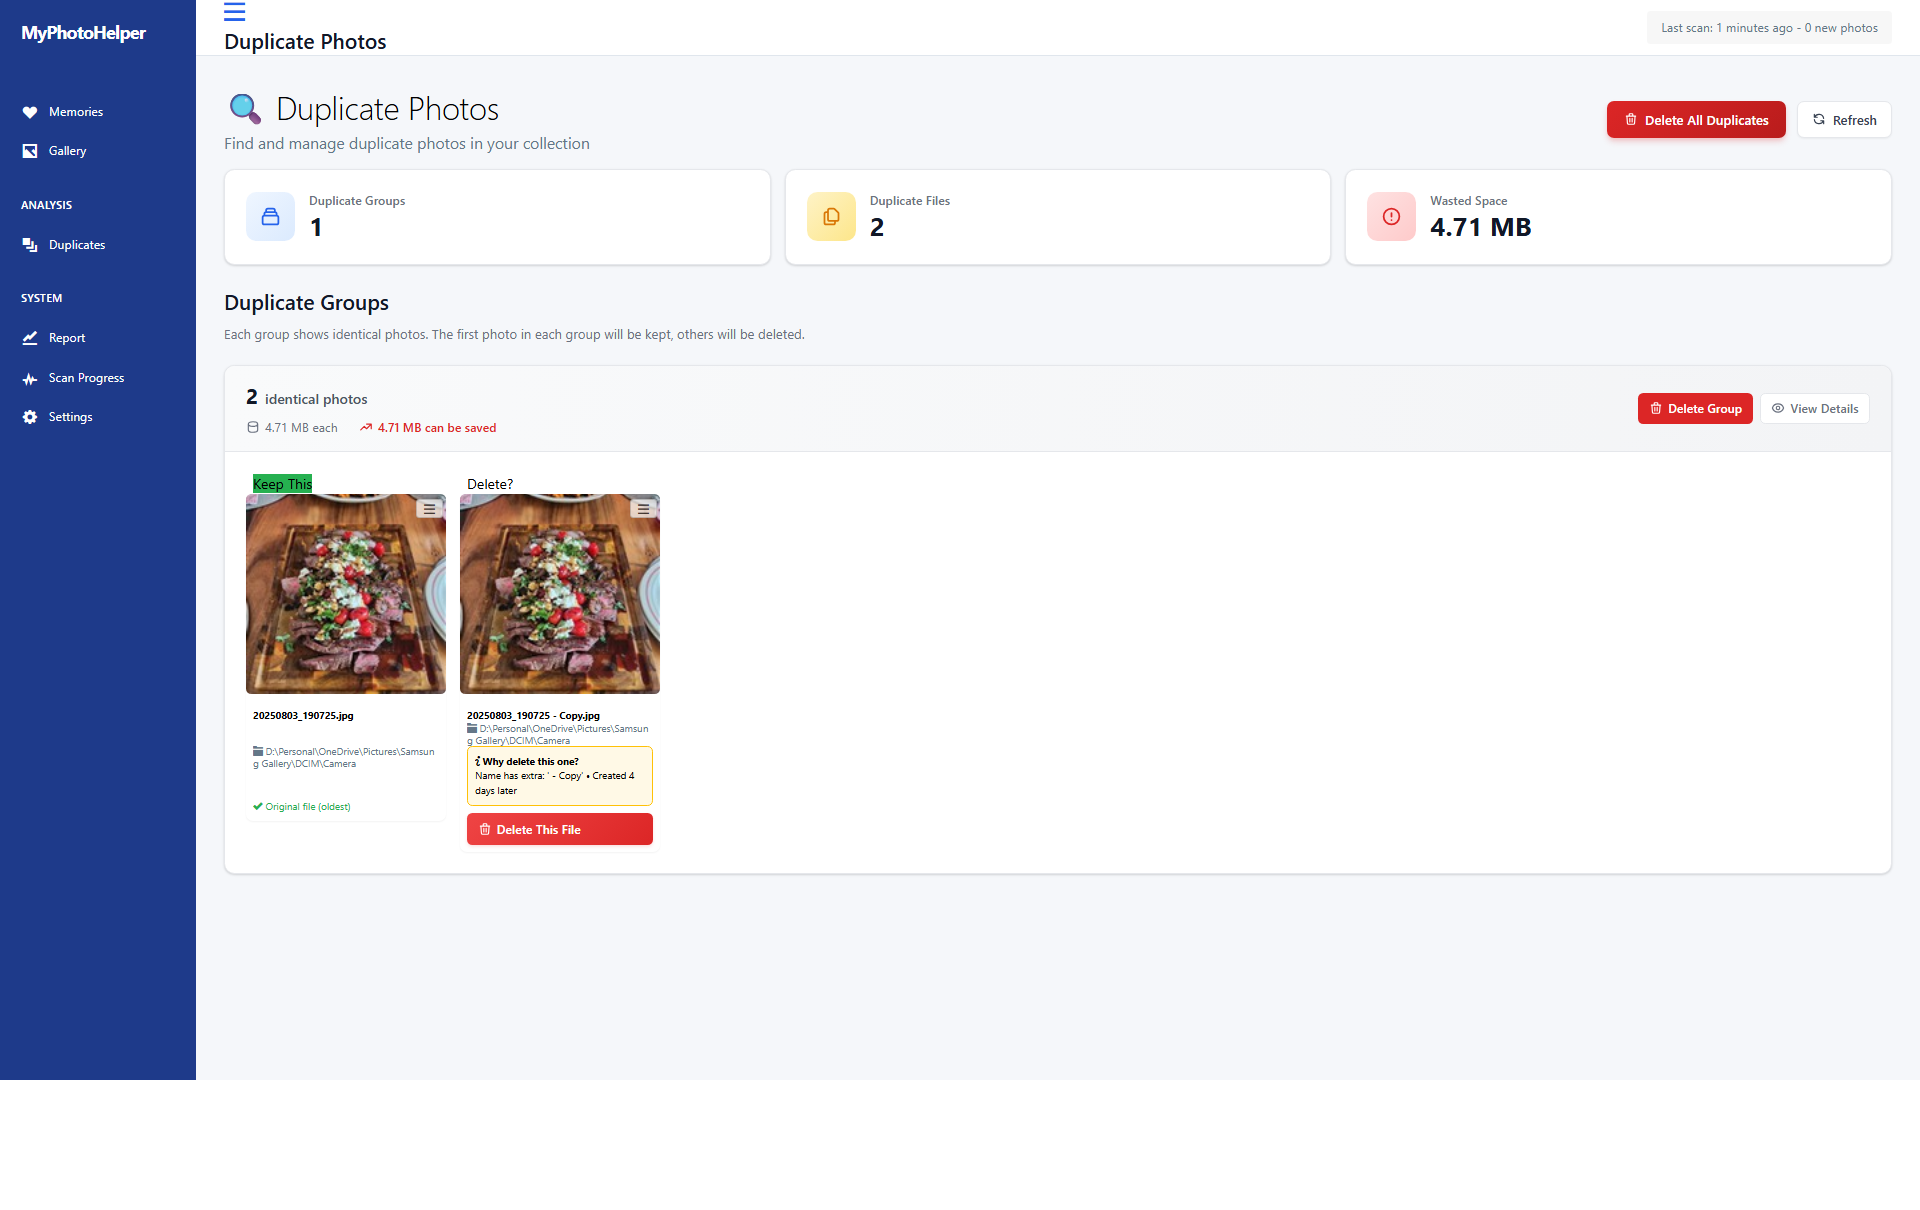 MyPhotoHelper
Memories
Gallery
ANALYSIS
Duplicates
SYSTEM
Report
Scan Progress
Settings
Duplicate Photos
Last scan: 1 minutes ago - 0 new photos
Duplicate Photos
Find and manage duplicate photos in your collection
Delete All Duplicates
Refresh
Duplicate Groups
1
Duplicate Files
2
Wasted Space
4.71 MB
Duplicate Groups
Each group shows identical photos. The first photo in each group will be kept, others will be deleted.
2 identical photos
4.71 MB each
4.71 MB can be saved
Delete Group
View Details
Keep This
20250803_190725.jpg
D:\Personal\OneDrive\Pictures\Samsun
g Gallery\DCIM\Camera
Original file (oldest)
Delete?
20250803_190725 - Copy.jpg
D:\Personal\OneDrive\Pictures\Samsun
g Gallery\DCIM\Camera
Why delete this one?
Name has extra: ' - Copy' • Created 4
days later
Delete This File